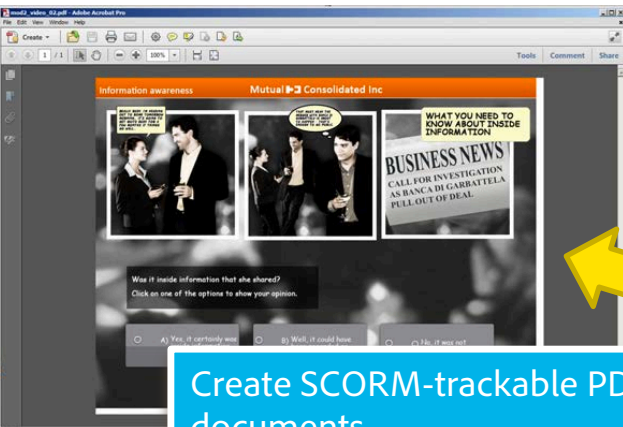 mod2_video_02.pdf - Adobe Acrobat Pro
File Edit View Window Help
Create
1 / 1
100%
Tools Comment Share
Information awareness
Mutual Consolidated Inc
WHAT YOU NEED TO
KNOW ABOUT INSIDE
INFORMATION
BUSINESS NEWS
CALL FOR INVESTIGATION
AS BANCA DI GARBATTELA
PULL OUT OF DEAL
Was it inside information that she shared?
Click on one of the options to show your opinion.
A) Yes, it certainly was
B) Well, it could have
C) No, it was not
Create SCORM-trackable PD
documents